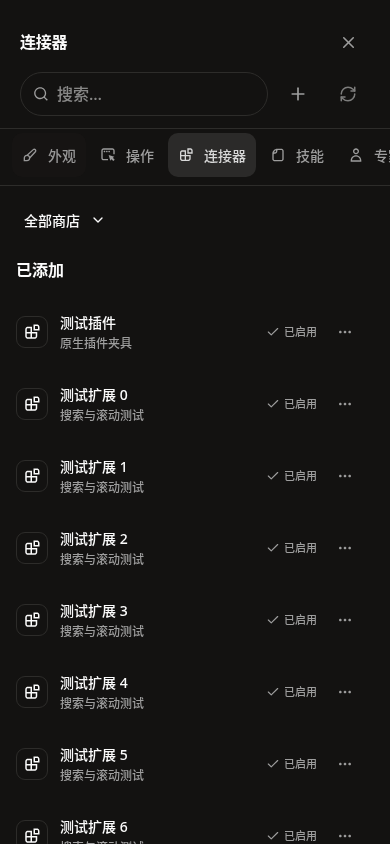 连接器
搜索...
外观
操作
连接器
技能
全部商店
已添加
测试插件
原生插件夹具
已启用
测试扩展 0
搜索与滚动测试
已启用
测试扩展 1
搜索与滚动测试
已启用
测试扩展 2
搜索与滚动测试
已启用
测试扩展 3
搜索与滚动测试
已启用
测试扩展 4
搜索与滚动测试
已启用
测试扩展 5
搜索与滚动测试
已启用
测试扩展 6
已启用